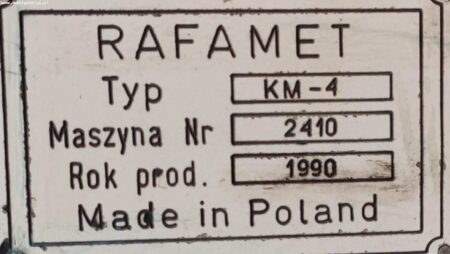 RAFAMET
Typ KM-4
Maszyna Nr 2410
Rok prod. 1990
Made in Poland